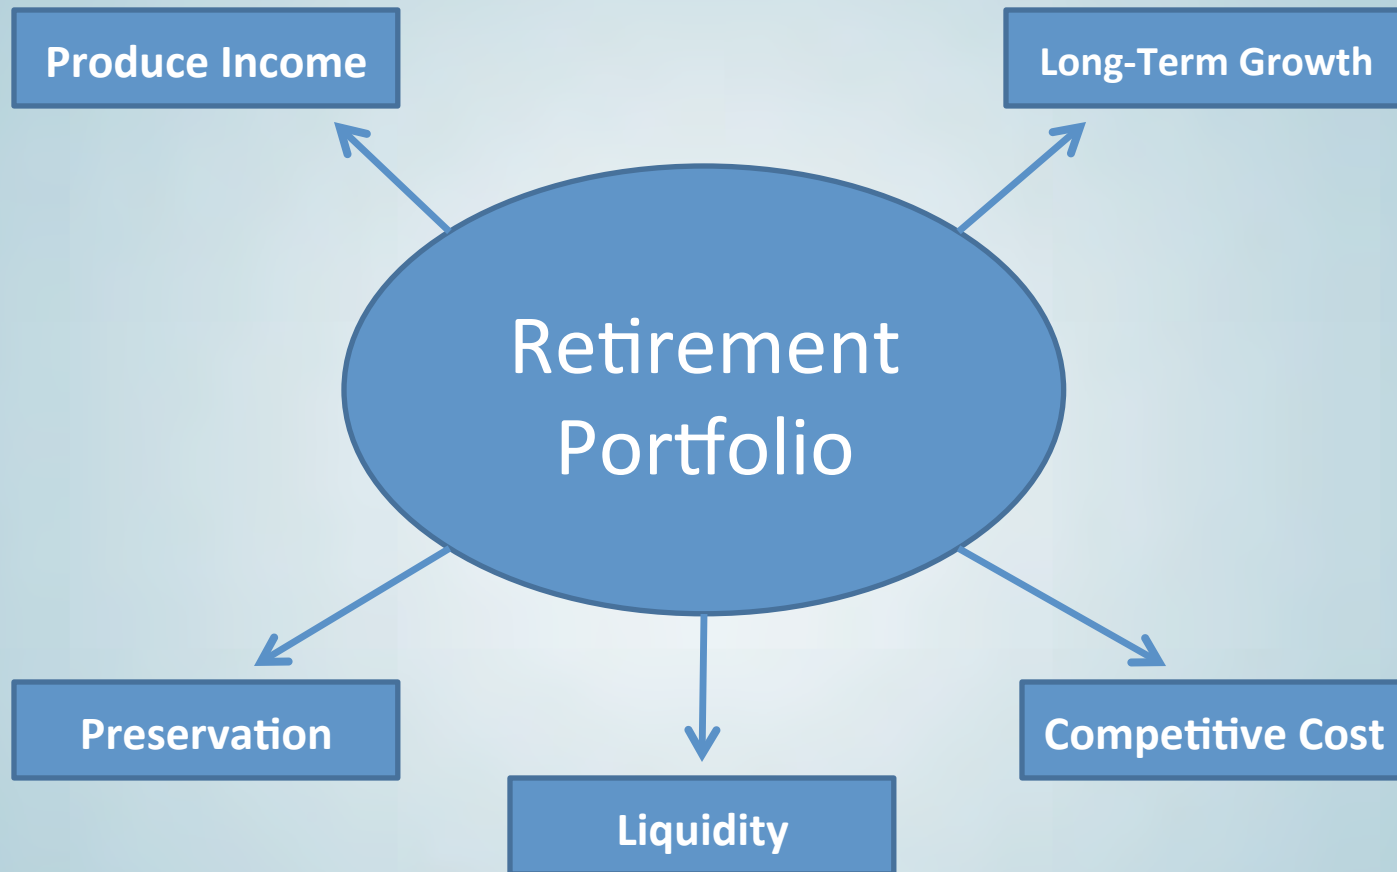 Produce Income
Long-Term Growth
Retirement
Portfolio
Preservation
Competitive Cost
Liquidity